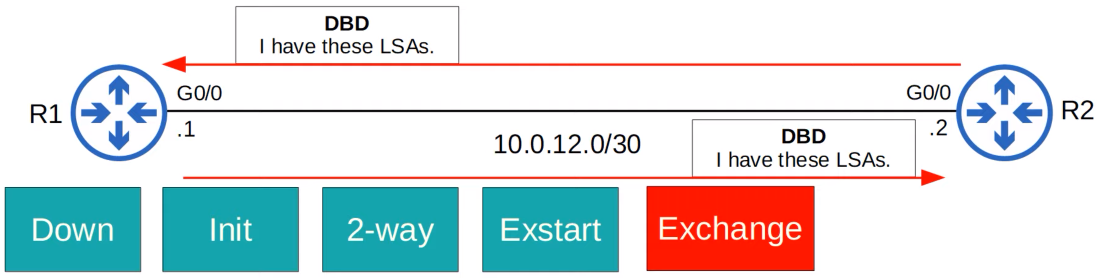 DBD
I have these LSAs.
G0/0
G0/0
R1
R2
.1
.2
10.0.12.0/30
DBD
I have these LSAs.
Down
Init
2-way
Exstart
Exchange